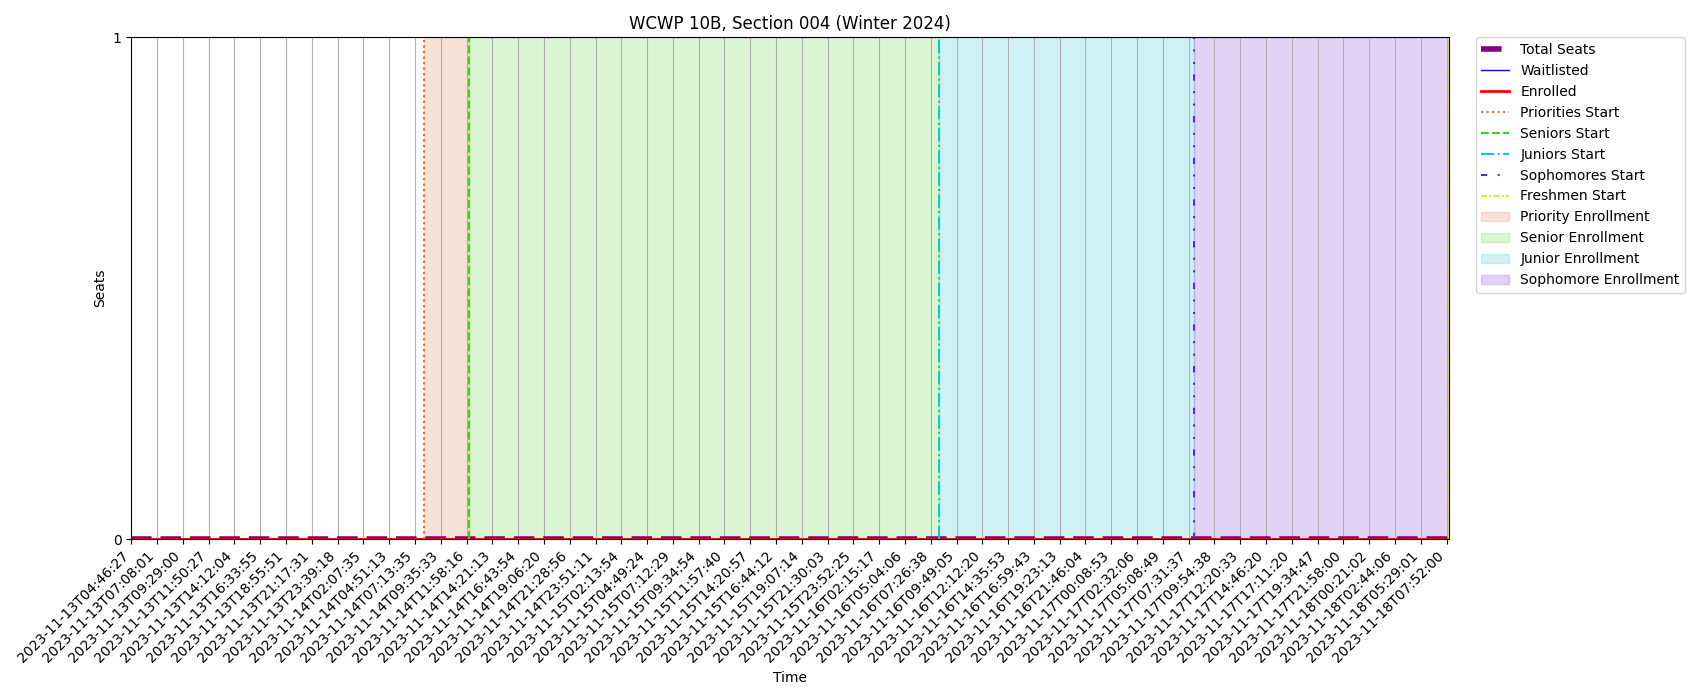 WCWP 10B, Section 004 (Winter 2024)
1
0
Seats
2023-11-13T04:46:27
2023-11-13T07:08:01
2023-11-13T09:29:00
2023-11-13T11:50:27
2023-11-13T14:12:04
2023-11-13T16:33:55
2023-11-13T18:55:51
2023-11-13T21:17:31
2023-11-13T23:39:18
2023-11-14T02:07:35
2023-11-14T04:51:13
2023-11-14T07:13:35
2023-11-14T09:35:33
2023-11-14T11:58:16
2023-11-14T14:21:13
2023-11-14T16:43:54
2023-11-14T19:06:20
2023-11-14T21:28:56
2023-11-14T23:51:11
2023-11-15T02:13:54
2023-11-15T04:49:24
2023-11-15T07:12:29
2023-11-15T09:34:54
2023-11-15T11:57:40
2023-11-15T14:20:57
2023-11-15T16:44:12
2023-11-15T19:07:14
2023-11-15T21:30:03
2023-11-15T23:52:25
2023-11-16T02:15:17
2023-11-16T05:04:06
2023-11-16T07:26:38
2023-11-16T09:49:05
2023-11-16T12:12:20
2023-11-16T14:35:53
2023-11-16T16:59:43
2023-11-16T19:23:13
2023-11-16T21:46:04
2023-11-17T00:08:53
2023-11-17T02:32:06
2023-11-17T05:08:49
2023-11-17T07:31:37
2023-11-17T09:54:38
2023-11-17T12:20:33
2023-11-17T14:46:20
2023-11-17T17:11:20
2023-11-17T19:34:47
2023-11-17T21:58:00
2023-11-18T00:21:02
2023-11-18T02:44:06
2023-11-18T05:29:01
2023-11-18T07:52:00
Time
Total Seats
Waitlisted
Enrolled
Priorities Start
Seniors Start
Juniors Start
Sophomores Start
Freshmen Start
Priority Enrollment
Senior Enrollment
Junior Enrollment
Sophomore Enrollment